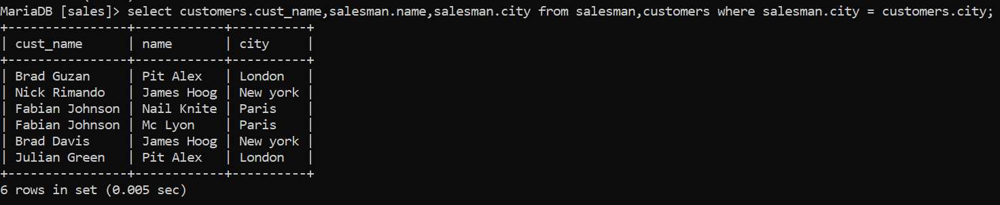 MariaDB [sales]> select customers.cust_name,salesman.name,salesman.city from salesman,customers where salesman.city = customers.city;
+----------------+------------+----------+
| cust_name      | name       | city     |
+----------------+------------+----------+
| Brad Guzan     | Pit Alex   | London   |
| Nick Rimando   | James Hoog | New york |
| Fabian Johnson | Nail Knite | Paris    |
| Fabian Johnson | Mc Lyon    | Paris    |
| Brad Davis     | James Hoog | New york |
| Julian Green   | Pit Alex   | London   |
+----------------+------------+----------+
6 rows in set (0.005 sec)